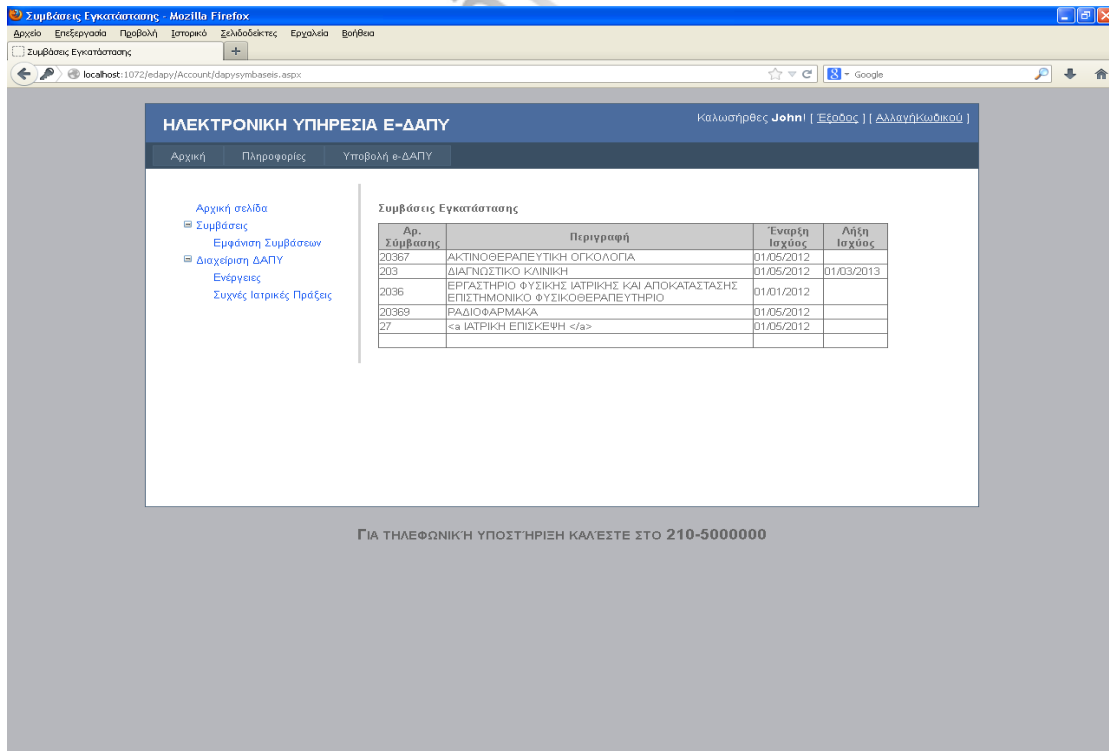 Συμβάσεις Εγκατάστασης - Mozilla Firefox
Αρχείο Επεξεργασία Προβολή Ιστορικό Σελιδοδείκτες Εργαλεία Βοήθεια
Συμβάσεις Εγκατάστασης
localhost:1072/edapy/Account/dapysymbaseis.aspx
Google
ΗΛΕΚΤΡΟΝΙΚΗ ΥΠΗΡΕΣΙΑ Ε-ΔΑΠΥ
Καλωσήρθες John! [ Έξοδος ] [ ΑλλαγήΚωδικού ]
Αρχική Πληροφορίες Υποβολή e-ΔΑΠΥ
Αρχική σελίδα
Συμβάσεις
Εμφάνιση Συμβάσεων
Διαχείριση ΔΑΠΥ
Ενέργειες
Συχνές Ιατρικές Πράξεις
Συμβάσεις Εγκατάστασης
Αρ. Σύμβασης Περιγραφή Έναρξη Ισχύος Λήξη Ισχύος
20367 ΑΚΤΙΝΟΘΕΡΑΠΕΥΤΙΚΗ ΟΓΚΟΛΟΓΙΑ 01/05/2012
203 ΔΙΑΓΝΩΣΤΙΚΟ ΚΛΙΝΙΚΗ 01/05/2012 01/03/2013
2036 ΕΡΓΑΣΤΗΡΙΟ ΦΥΣΙΚΗΣ ΙΑΤΡΙΚΗΣ ΚΑΙ ΑΠΟΚΑΤΑΣΤΑΣΗΣ ΕΠΙΣΤΗΜΟΝΙΚΟ ΦΥΣΙΚΟΘΕΡΑΠΕΥΤΗΡΙΟ 01/01/2012
20369 ΡΑΔΙΟΦΑΡΜΑΚΑ 01/05/2012
27 <a ΙΑΤΡΙΚΗ ΕΠΙΣΚΕΨΗ </a> 01/05/2012
ΓΙΑ ΤΗΛΕΦΩΝΙΚΉ ΥΠΟΣΤΉΡΙΞΗ ΚΑΛΈΣΤΕ ΣΤΟ 210-5000000